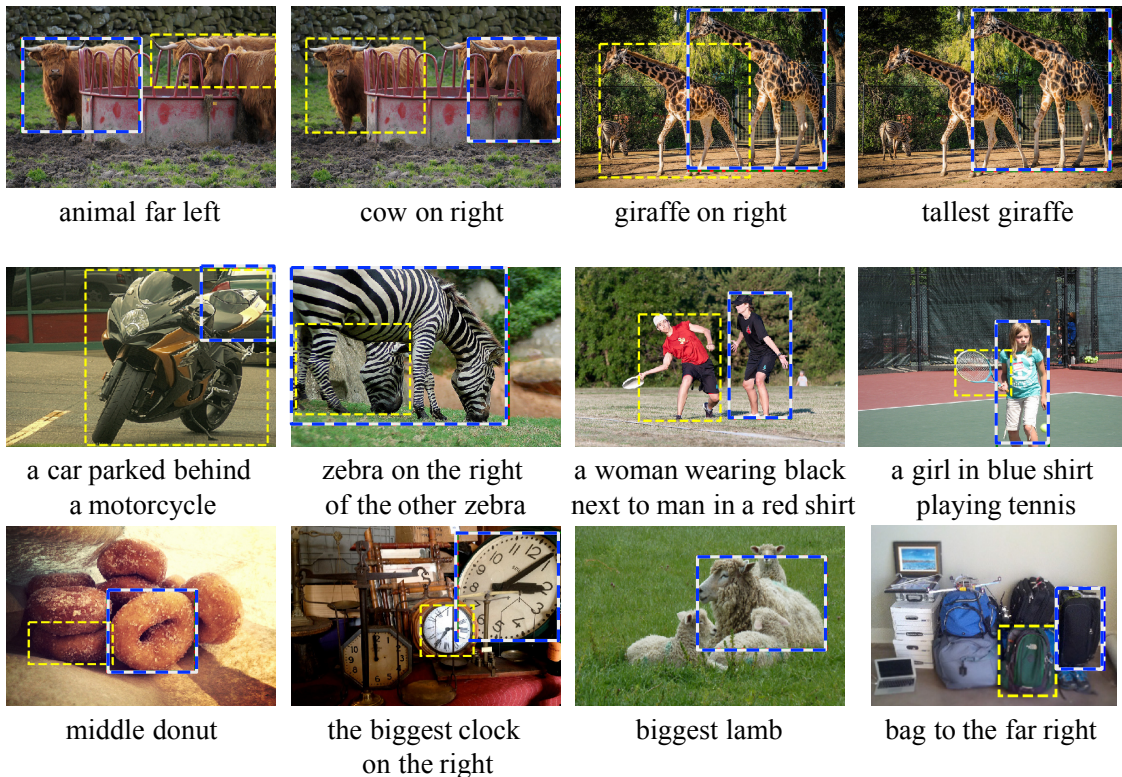 animal far left
cow on right
giraffe on right
tallest giraffe
a car parked behind
a motorcycle
zebra on the right
of the other zebra
a woman wearing black
next to man in a red shirt
a girl in blue shirt
playing tennis
middle donut
the biggest clock
on the right
biggest lamb
bag to the far right